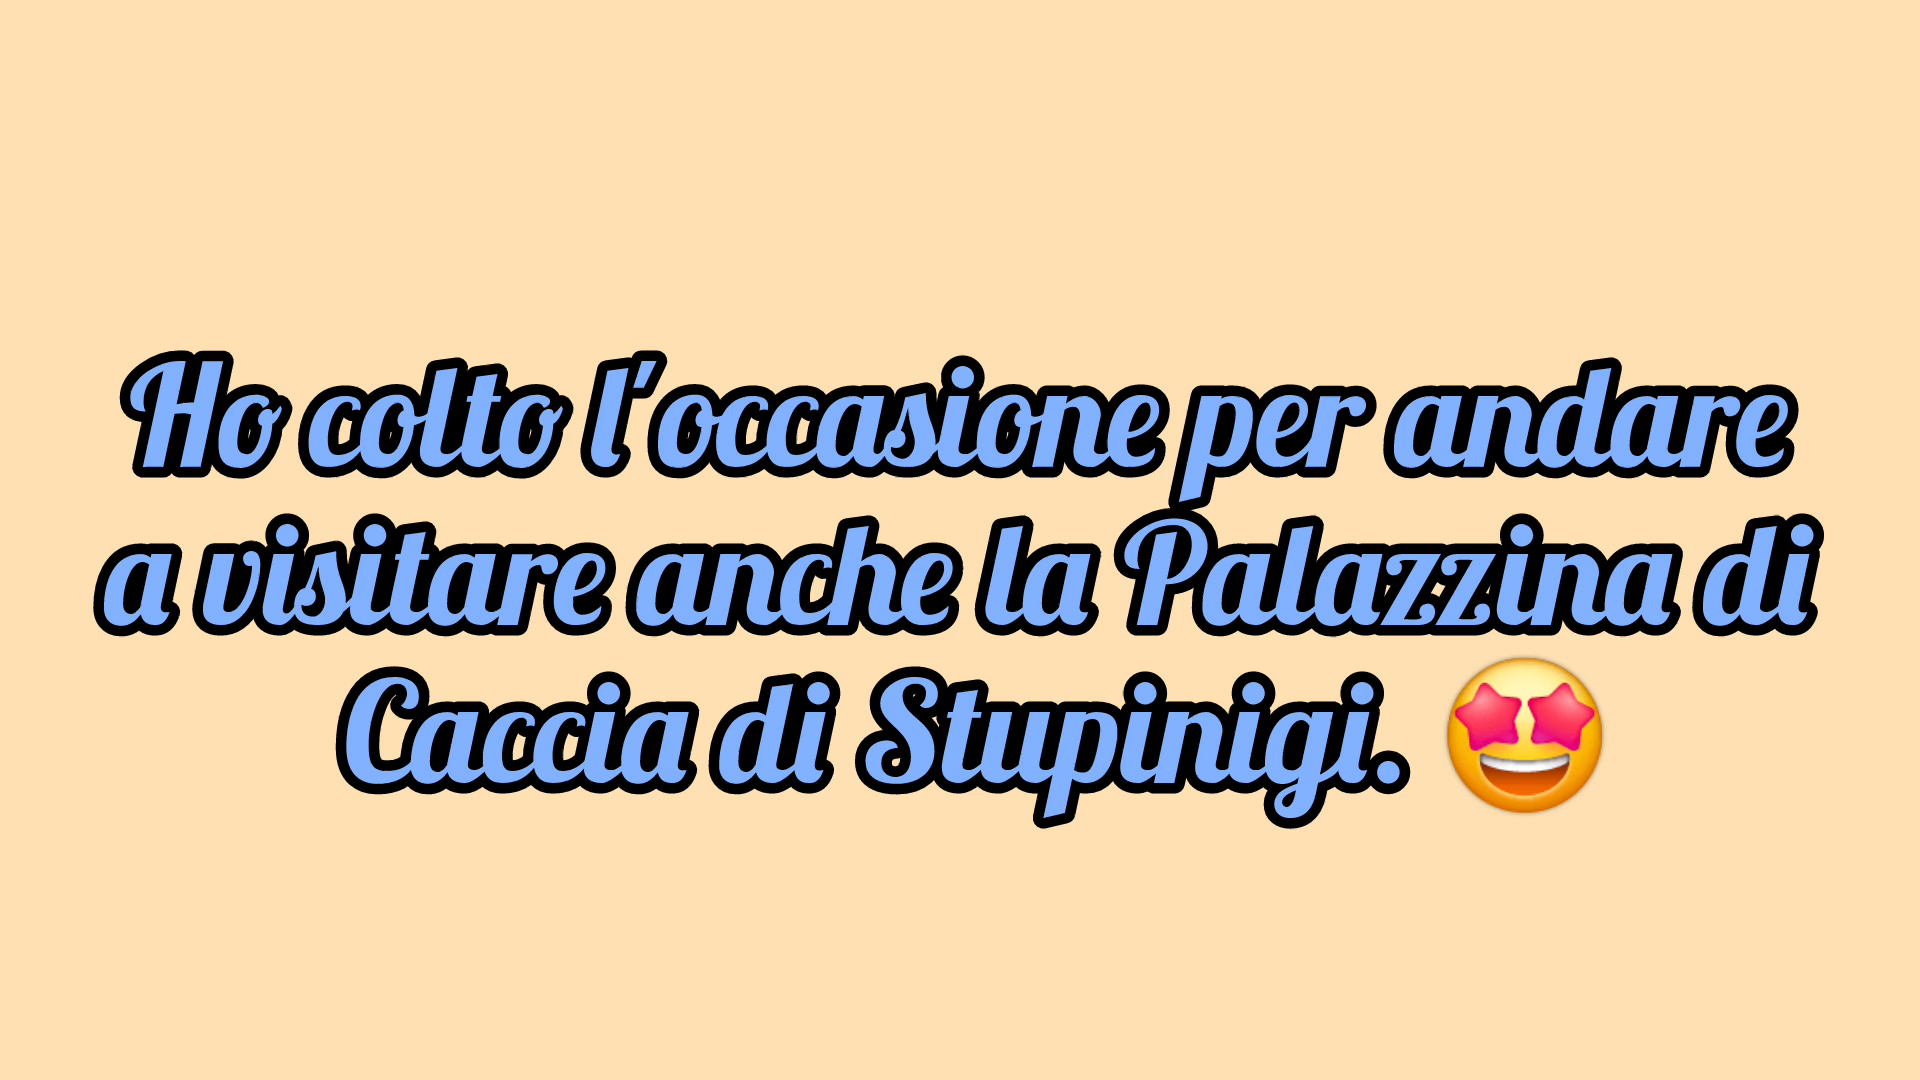 Ho colto l'occasione per andare
a visitare anche la Palazzina di
Caccia di Stupinigi. 🤩